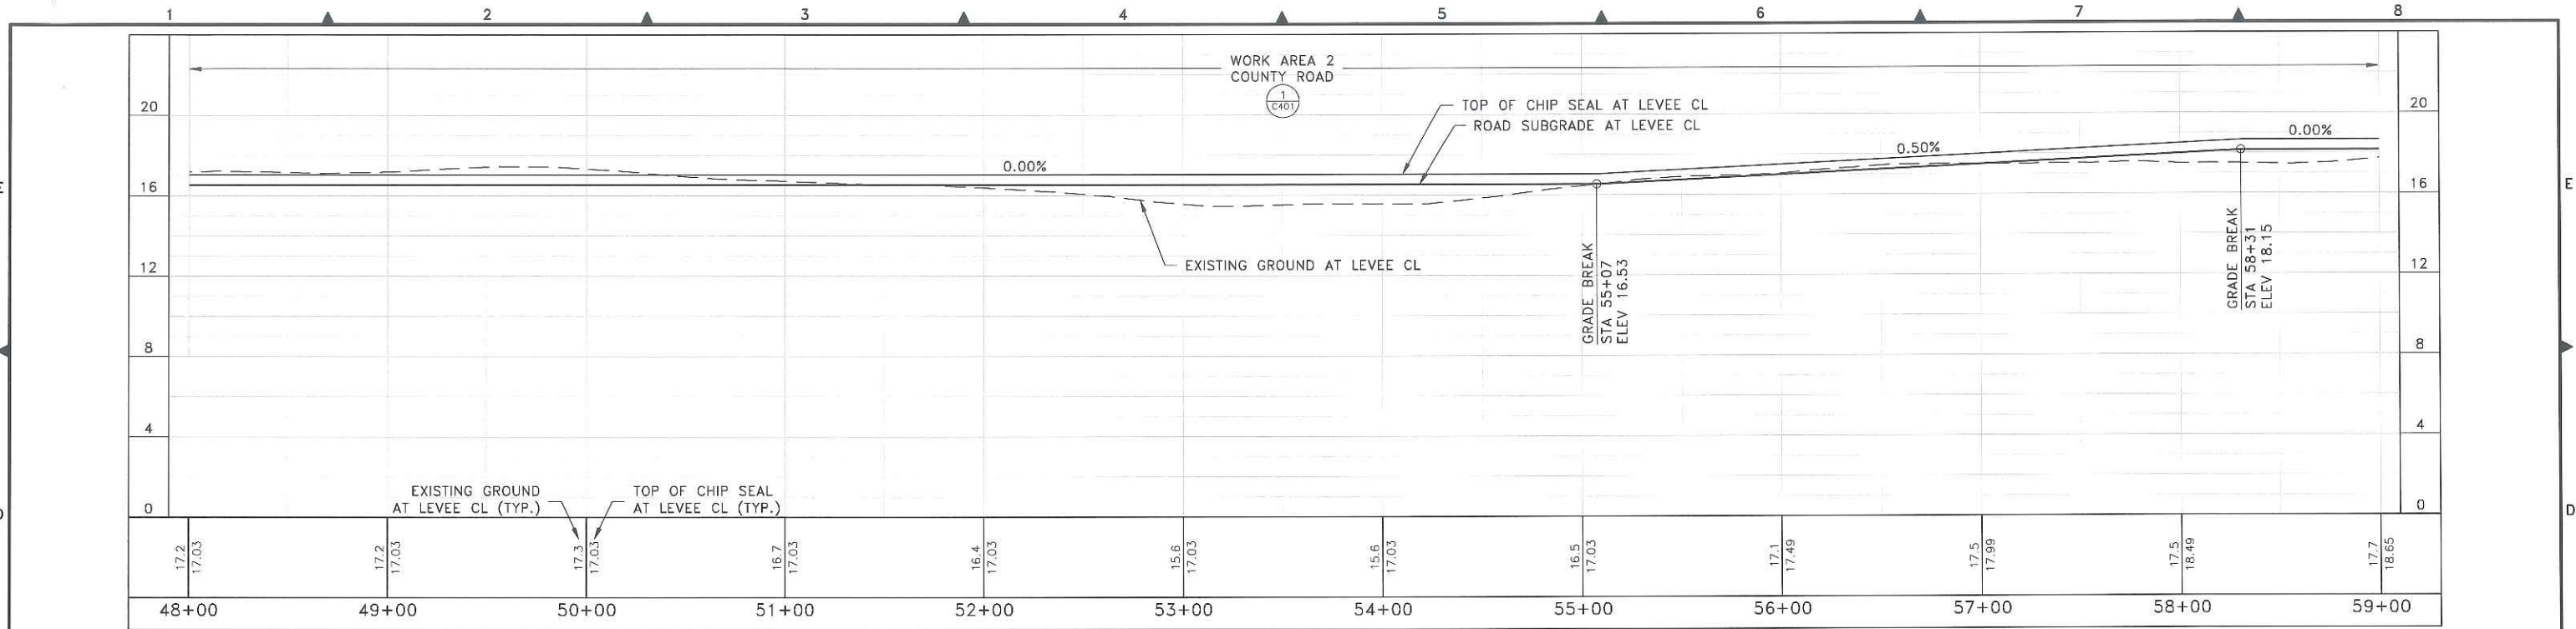 1 2 3 4 5 6 7 8
WORK AREA 2
COUNTY ROAD
1
C401
TOP OF CHIP SEAL AT LEVEE CL
ROAD SUBGRADE AT LEVEE CL
20 20
0.00% 0.50% 0.00%
16 16
E E
EXISTING GROUND AT LEVEE CL
GRADE BREAK
STA 55+07
ELEV 16.53
GRADE BREAK
STA 58+31
ELEV 18.15
12 12
8 8
4 4
EXISTING GROUND
AT LEVEE CL (TYP.)
TOP OF CHIP SEAL
AT LEVEE CL (TYP.)
0 0
D
17.2
17.03
17.2
17.03
17.3
17.03
16.7
17.03
16.4
17.03
15.6
17.03
15.6
17.03
16.5
17.03
17.1
17.49
17.5
17.99
17.5
18.49
17.7
18.65
48+00 49+00 50+00 51+00 52+00 53+00 54+00 55+00 56+00 57+00 58+00 59+00